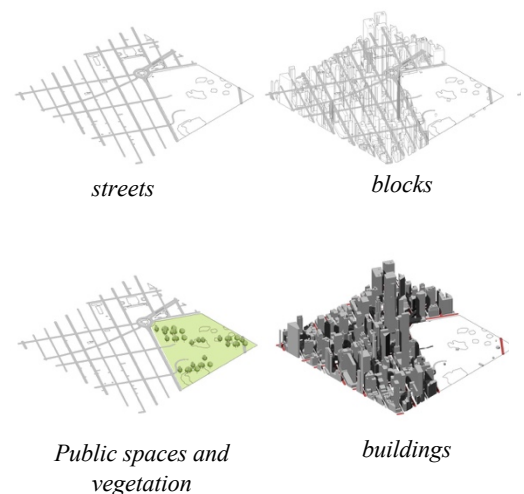 streets
blocks
Public spaces and
vegetation
buildings